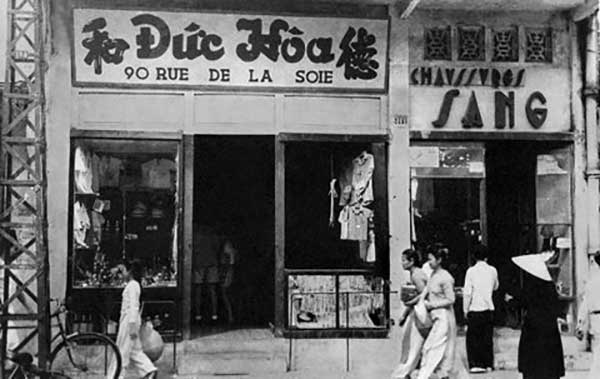 和 Đức Hòa 德
90 RUE DE LA SOIE
CHAUSSURES
SANG